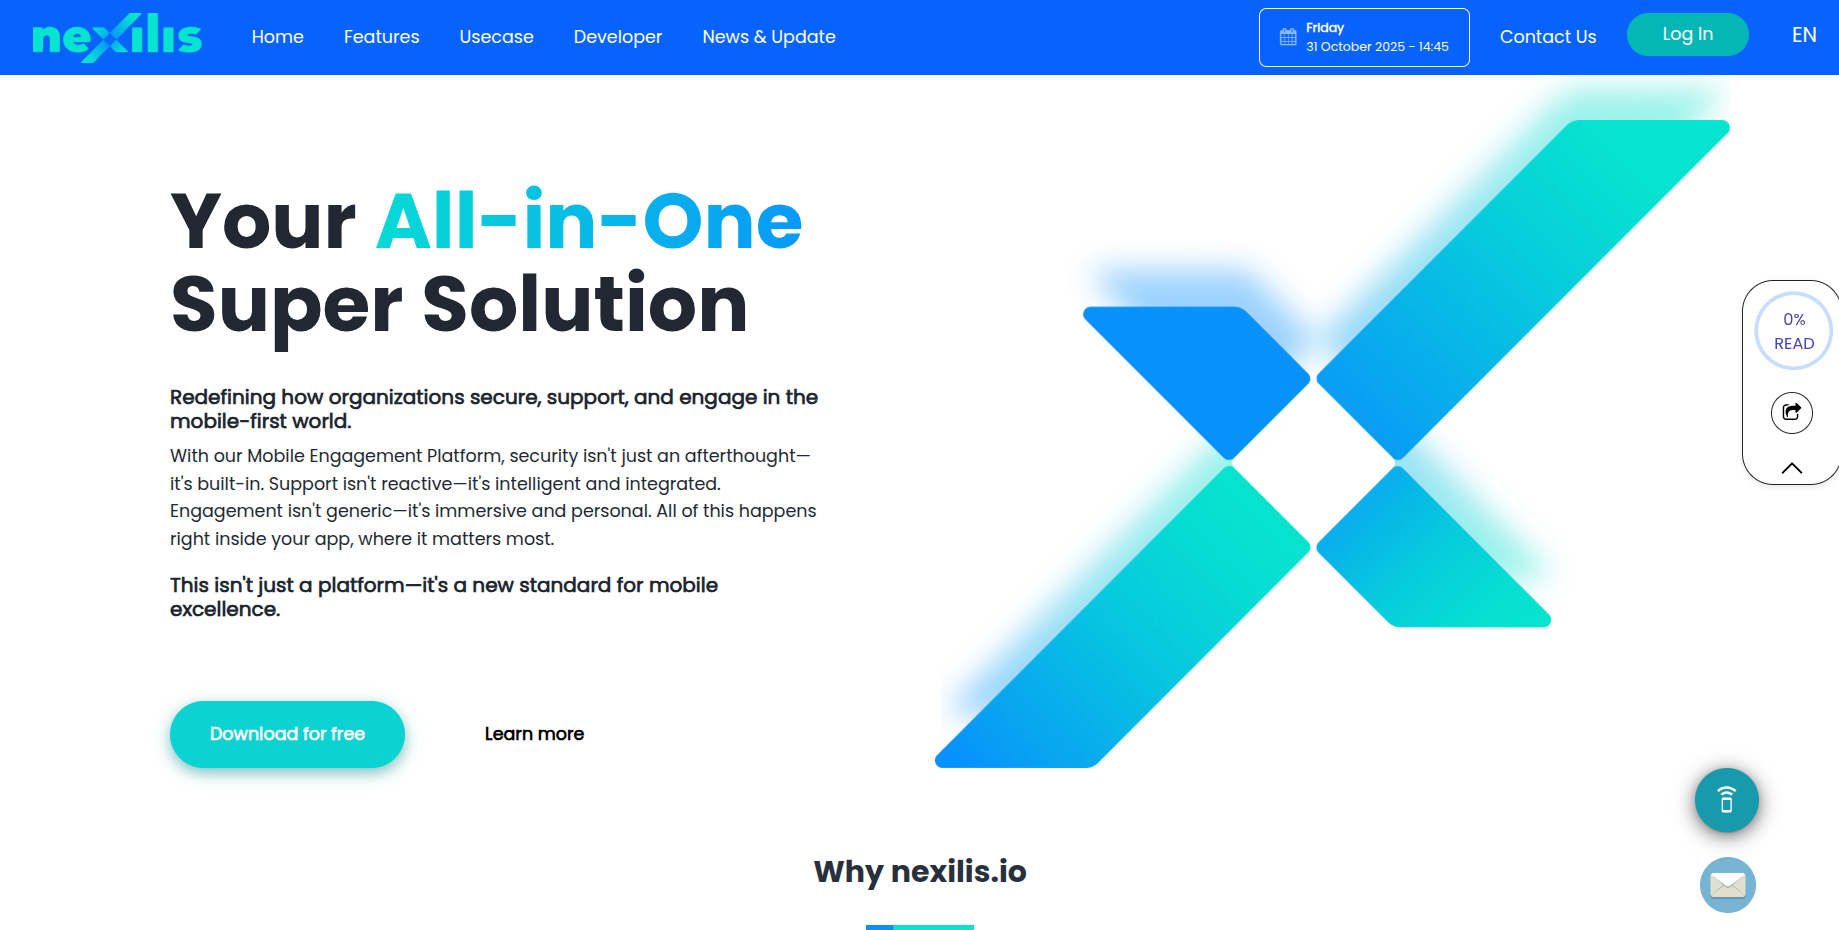 nexilis
Home Features Usecase Developer News & Update
Friday
31 October 2025 - 14:45
Contact Us
Log In
EN
Your All-in-One
Super Solution
Redefining how organizations secure, support, and engage in the
mobile-first world.
With our Mobile Engagement Platform, security isn't just an afterthought—
it's built-in. Support isn't reactive—it's intelligent and integrated.
Engagement isn't generic—it's immersive and personal. All of this happens
right inside your app, where it matters most.
This isn't just a platform—it's a new standard for mobile
excellence.
Download for free
Learn more
0%
READ
Why nexilis.io